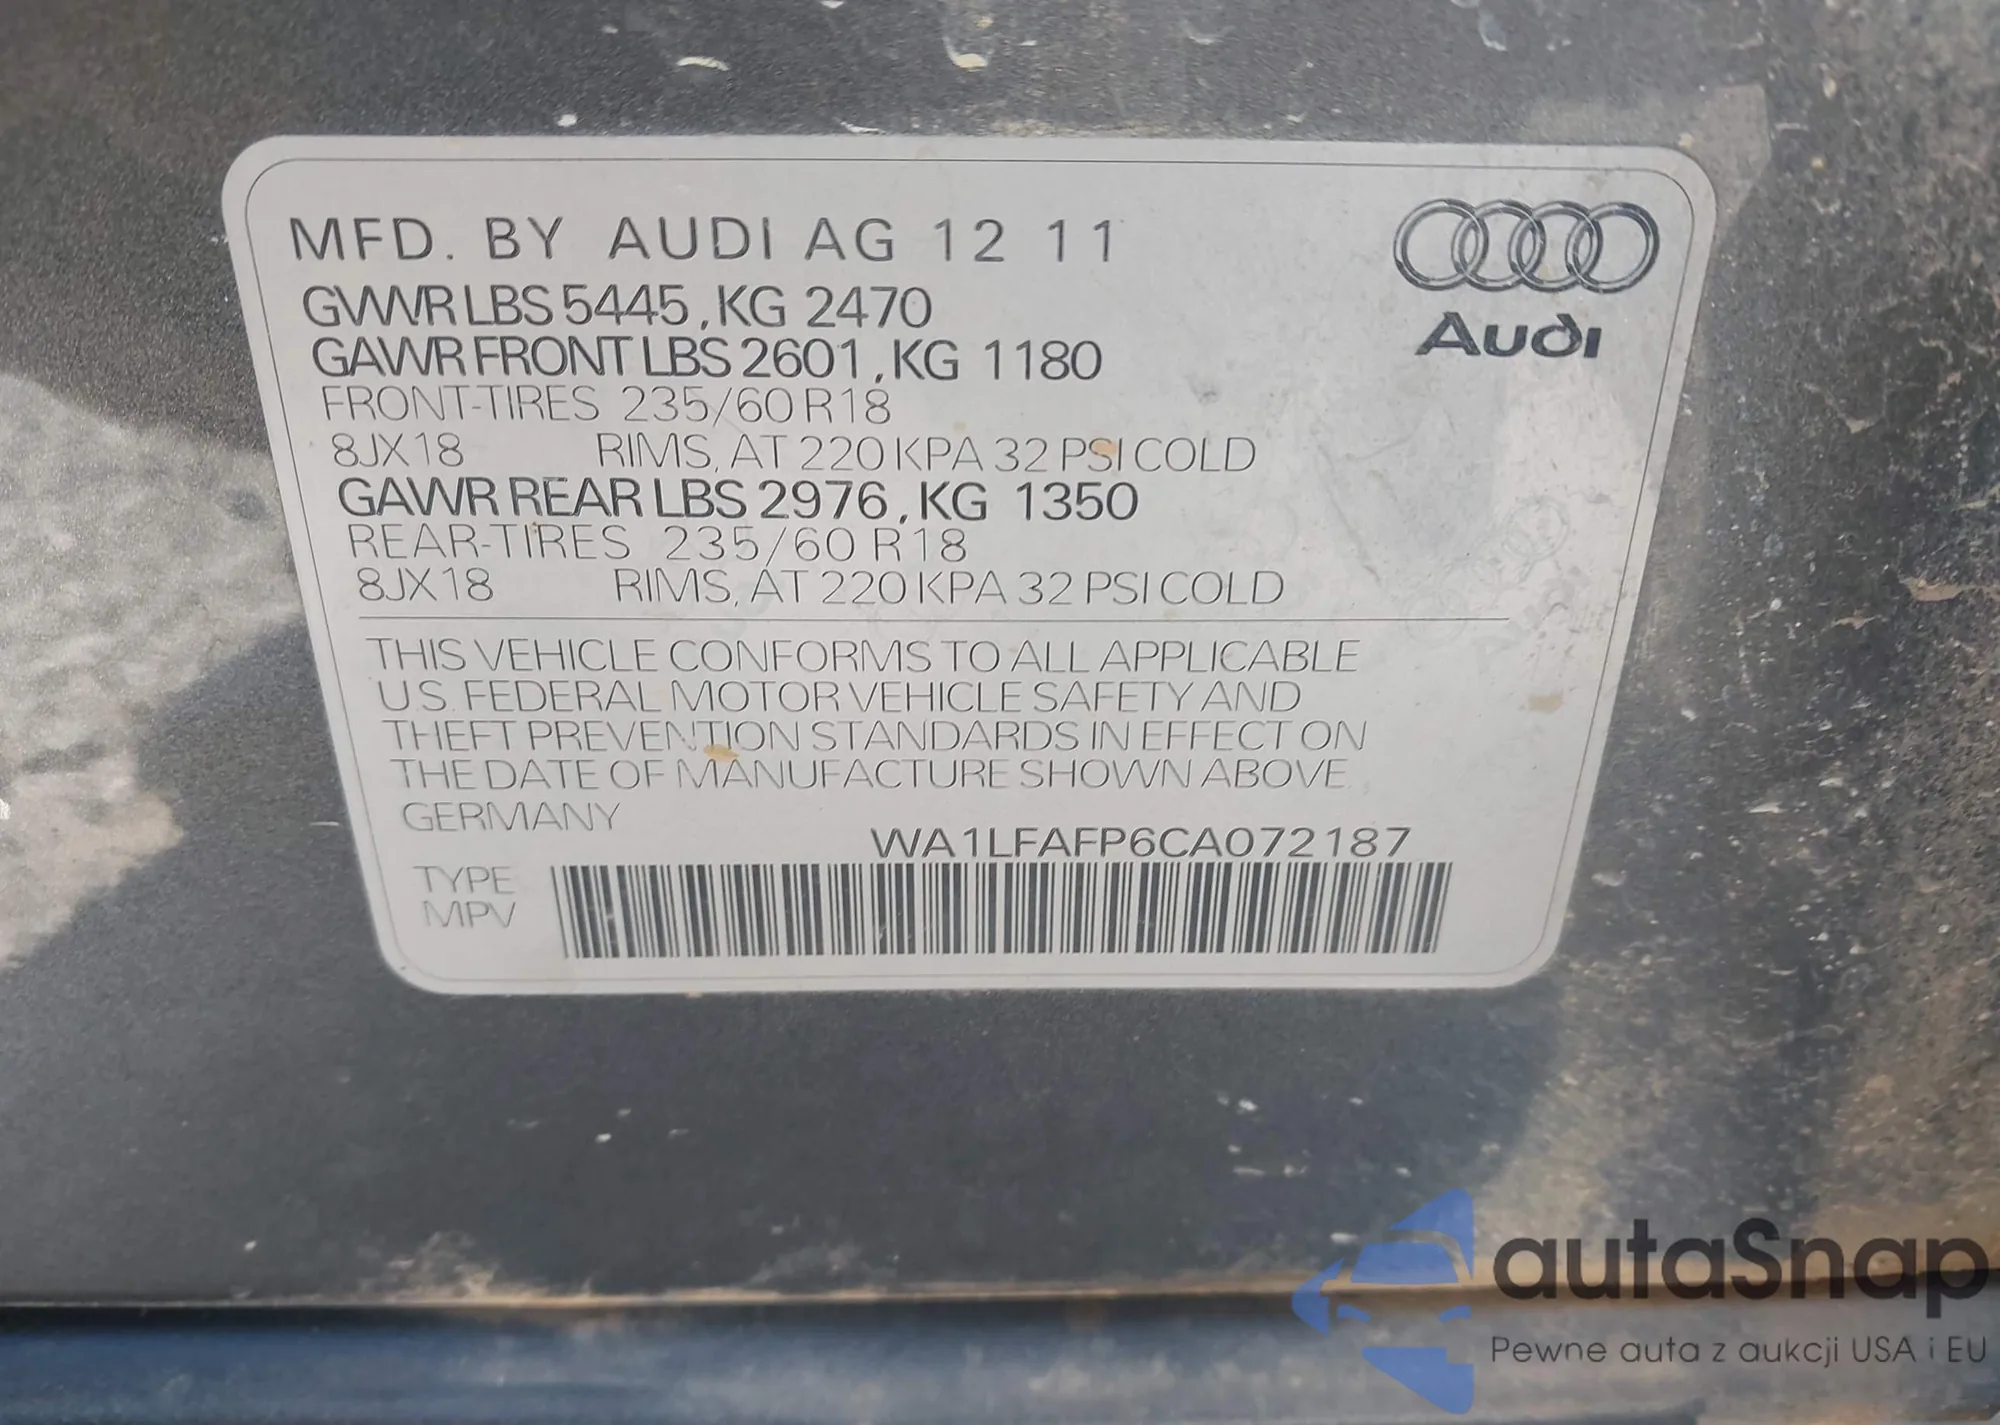 MFD. BY AUDI AG 12 11
GVWR LBS 5445, KG 2470
GAWR FRONT LBS 2601, KG 1180
FRONT-TIRES 235/60 R18
8JX18 RIMS, AT 220 KPA 32 PSI COLD
GAWR REAR LBS 2976, KG 1350
REAR-TIRES 235/60 R18
8JX18 RIMS, AT 220 KPA 32 PSI COLD
Audi
THIS VEHICLE CONFORMS TO ALL APPLICABLE
U.S. FEDERAL MOTOR VEHICLE SAFETY AND
THEFT PREVENTION STANDARDS IN EFFECT ON
THE DATE OF MANUFACTURE SHOWN ABOVE.
GERMANY
WA1LFAFP6CA072187
TYPE
MPV
autaSnap
Pewne auta z aukcji USA i EU